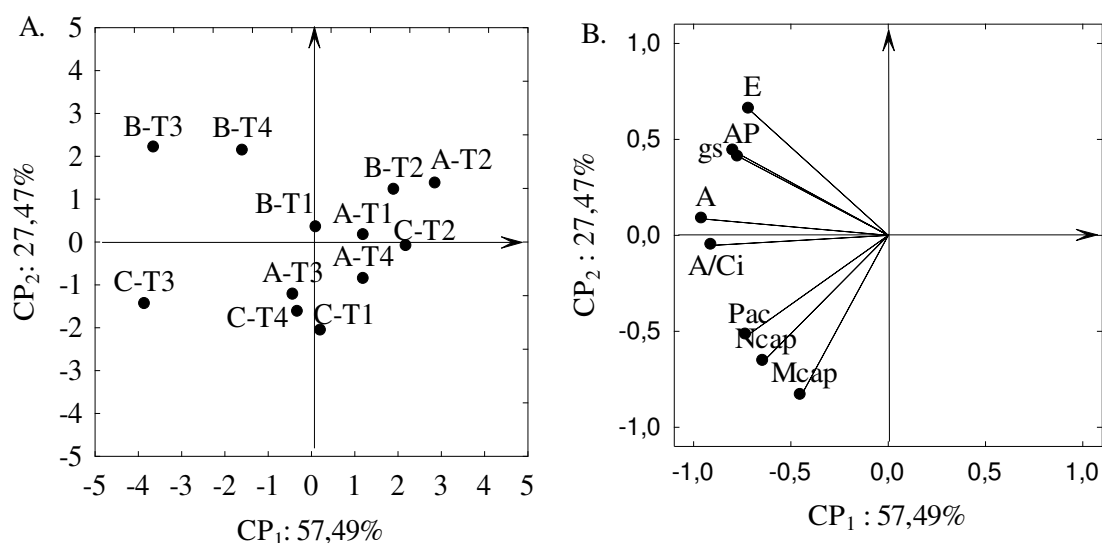 A.
5
4
3
2
1
0
-1
-2
-3
-4
-5
CP2: 27,47%
B-T3
B-T4
B-T2
A-T2
B-T1
A-T1
C-T2
A-T4
A-T3
C-T3
C-T4
C-T1
-5 -4 -3 -2 -1 0 1 2 3 4 5
CP1: 57,49%
B.
1,0
0,5
0,0
-0,5
-1,0
CP2 : 27,47%
E
AP
gs
A
A/Ci
Pac
Ncap
Mcap
-1,0 -0,5 0,0 0,5 1,0
CP1 : 57,49%